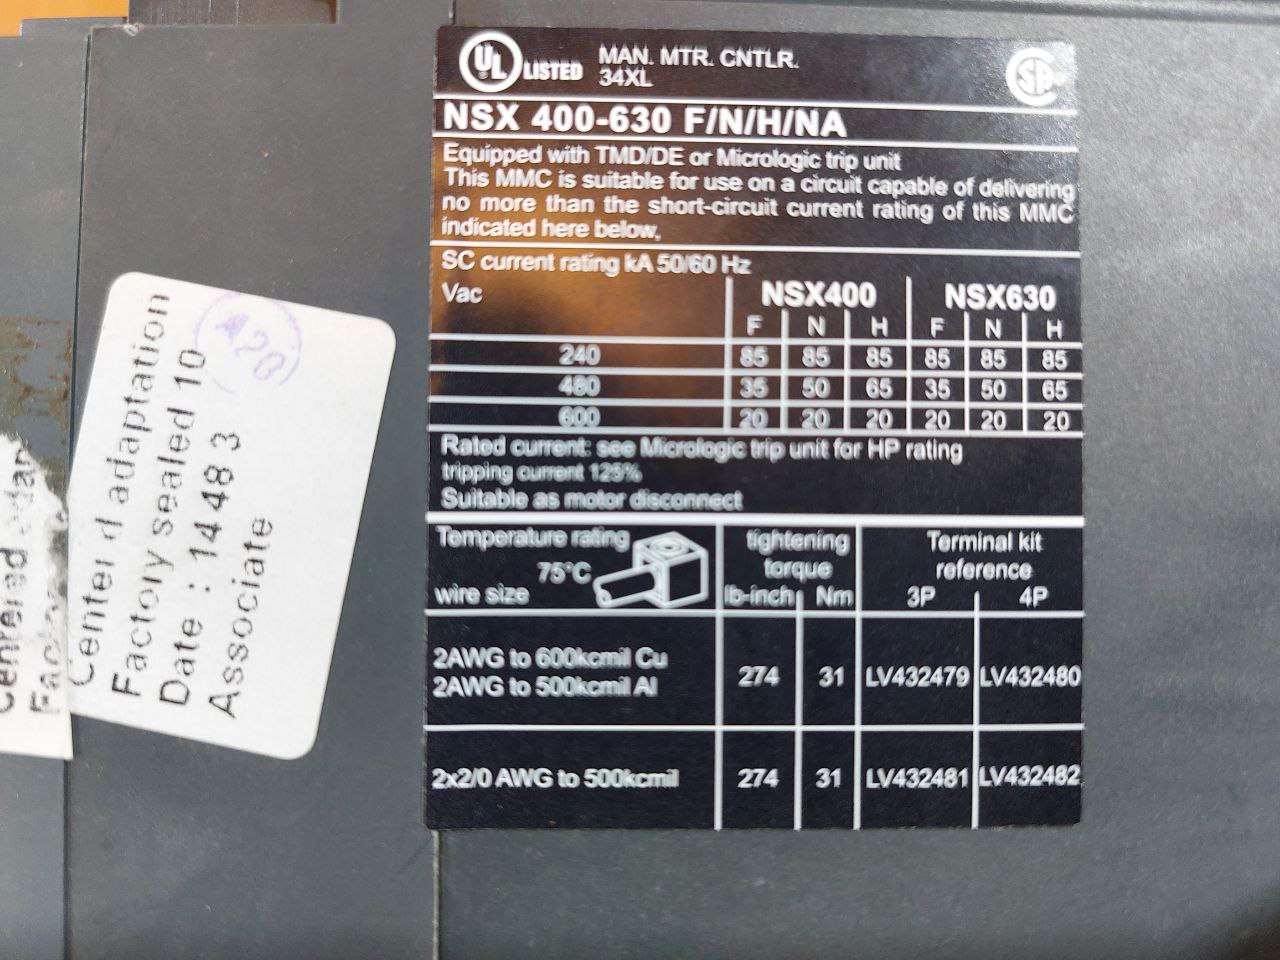 UL LISTED
MAN. MTR. CNTLR.
34XL
NSX 400-630 F/N/H/NA
Equipped with TMD/DE or Micrologic trip unit
This MMC is suitable for use on a circuit capable of delivering
no more than the short-circuit current rating of this MMC
indicated here below,
SC current rating kA 50/60 Hz
Vac NSX400 NSX630
F N H F N H
240 85 85 85 85 85 85
480 35 50 65 35 50 65
600 20 20 20 20 20 20
Rated current: see Micrologic trip unit for HP rating
tripping current 125%
Suitable as motor disconnect
Temperature rating tightening Terminal kit
75°C torque reference
wire size lb-inch Nm 3P 4P
2AWG to 600kcmil Cu
2AWG to 500kcmil Al
274 31 LV432479 LV432480
2x2/0 AWG to 500kcmil 274 31 LV432481 LV432482
Center d adaptation
Factory sealed 10
Date : 14 48 3
Associate
Centered